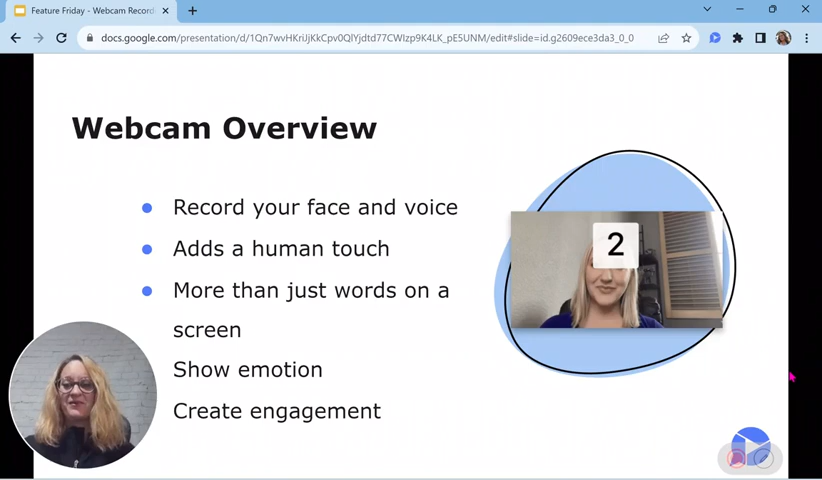 Feature Friday - Webcam Record
docs.google.com/presentation/d/1Qn7wvHKriJjKkCpv0QlYjdtd77CWIzp9K4LK_pE5UNM/edit#slide=id.g2609ece3da3_0_0
Webcam Overview
Record your face and voice
Adds a human touch
More than just words on a
screen
Show emotion
Create engagement
2